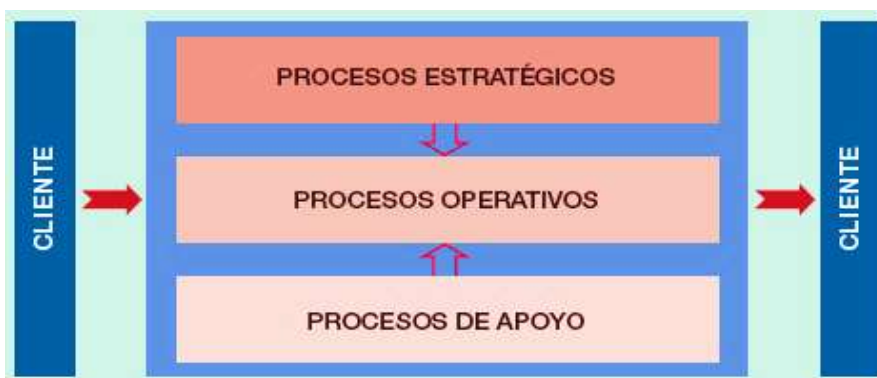 CLIENTE
PROCESOS ESTRATÉGICOS
PROCESOS OPERATIVOS
PROCESOS DE APOYO
CLIENTE